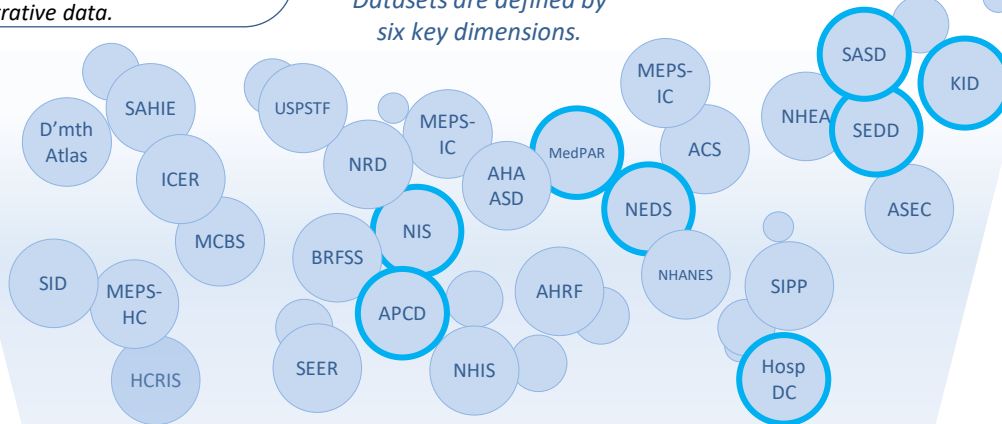 rative data.
Datasets are defined by
six key dimensions.
SAHIE
D'mth
Atlas
ICER
MCBS
SID
MEPS-
HC
HCRIS
USPSTF
NRD
MEPS-
IC
AHA
ASD
NIS
BRFSS
APCD
SEER
NHIS
AHRF
MedPAR
NEDS
MEPS-
IC
ACS
NHANES
SIPP
Hosp
DC
NHEA
SASD
SEDD
KID
ASEC